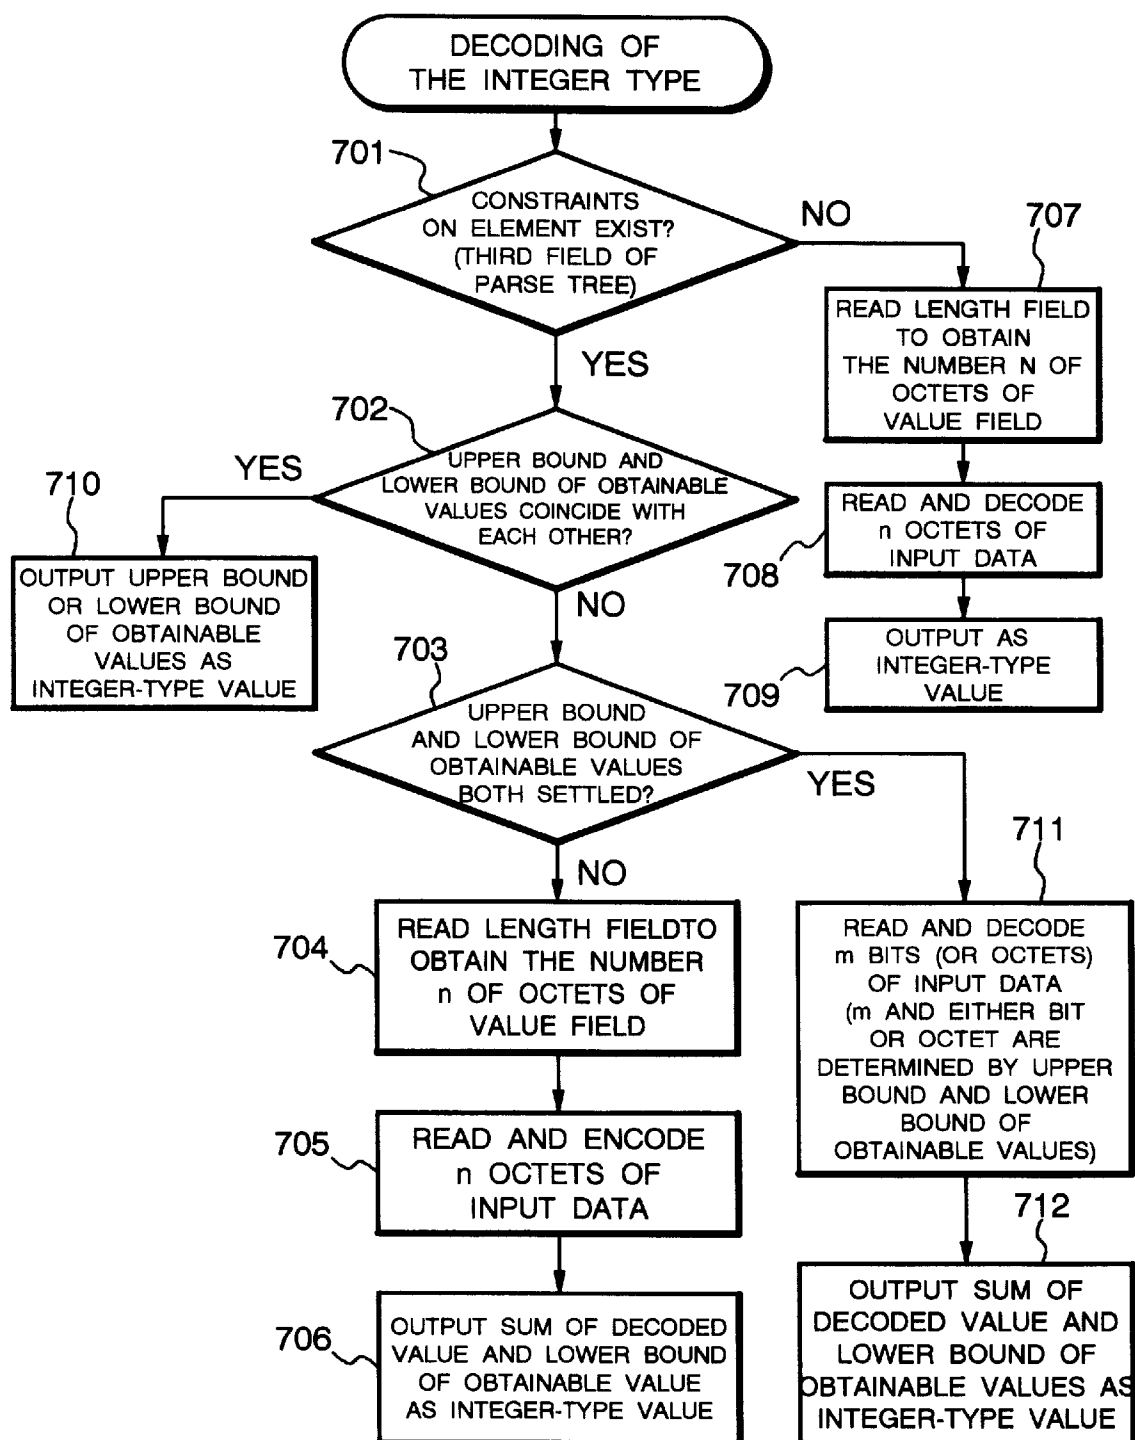 DECODING OF
THE INTEGER TYPE
701
CONSTRAINTS
ON ELEMENT EXIST?
(THIRD FIELD OF
PARSE TREE)
NO
707
READ LENGTH FIELD
TO OBTAIN
THE NUMBER N OF
OCTETS OF
VALUE FIELD
YES
702
UPPER BOUND AND
LOWER BOUND OF OBTAINABLE
VALUES COINCIDE WITH
EACH OTHER?
YES
710
OUTPUT UPPER BOUND
OR LOWER BOUND
OF OBTAINABLE
VALUES AS
INTEGER-TYPE VALUE
READ AND DECODE
n OCTETS OF
INPUT DATA
708
NO
OUTPUT AS
INTEGER-TYPE
VALUE
709
703
UPPER BOUND
AND LOWER BOUND OF
OBTAINABLE VALUES
BOTH SETTLED?
YES
711
NO
READ LENGTH FIELDTO
OBTAIN THE NUMBER
n OF OCTETS OF
VALUE FIELD
704
READ AND DECODE
m BITS (OR OCTETS)
OF INPUT DATA
(m AND EITHER BIT
OR OCTET ARE
DETERMINED BY UPPER
BOUND AND LOWER
BOUND OF
OBTAINABLE VALUES)
705
READ AND ENCODE
n OCTETS OF
INPUT DATA
712
706
OUTPUT SUM OF DECODED
VALUE AND LOWER BOUND
OF OBTAINABLE VALUE
AS INTEGER-TYPE VALUE
OUTPUT SUM OF
DECODED VALUE AND
LOWER BOUND OF
OBTAINABLE VALUES AS
INTEGER-TYPE VALUE